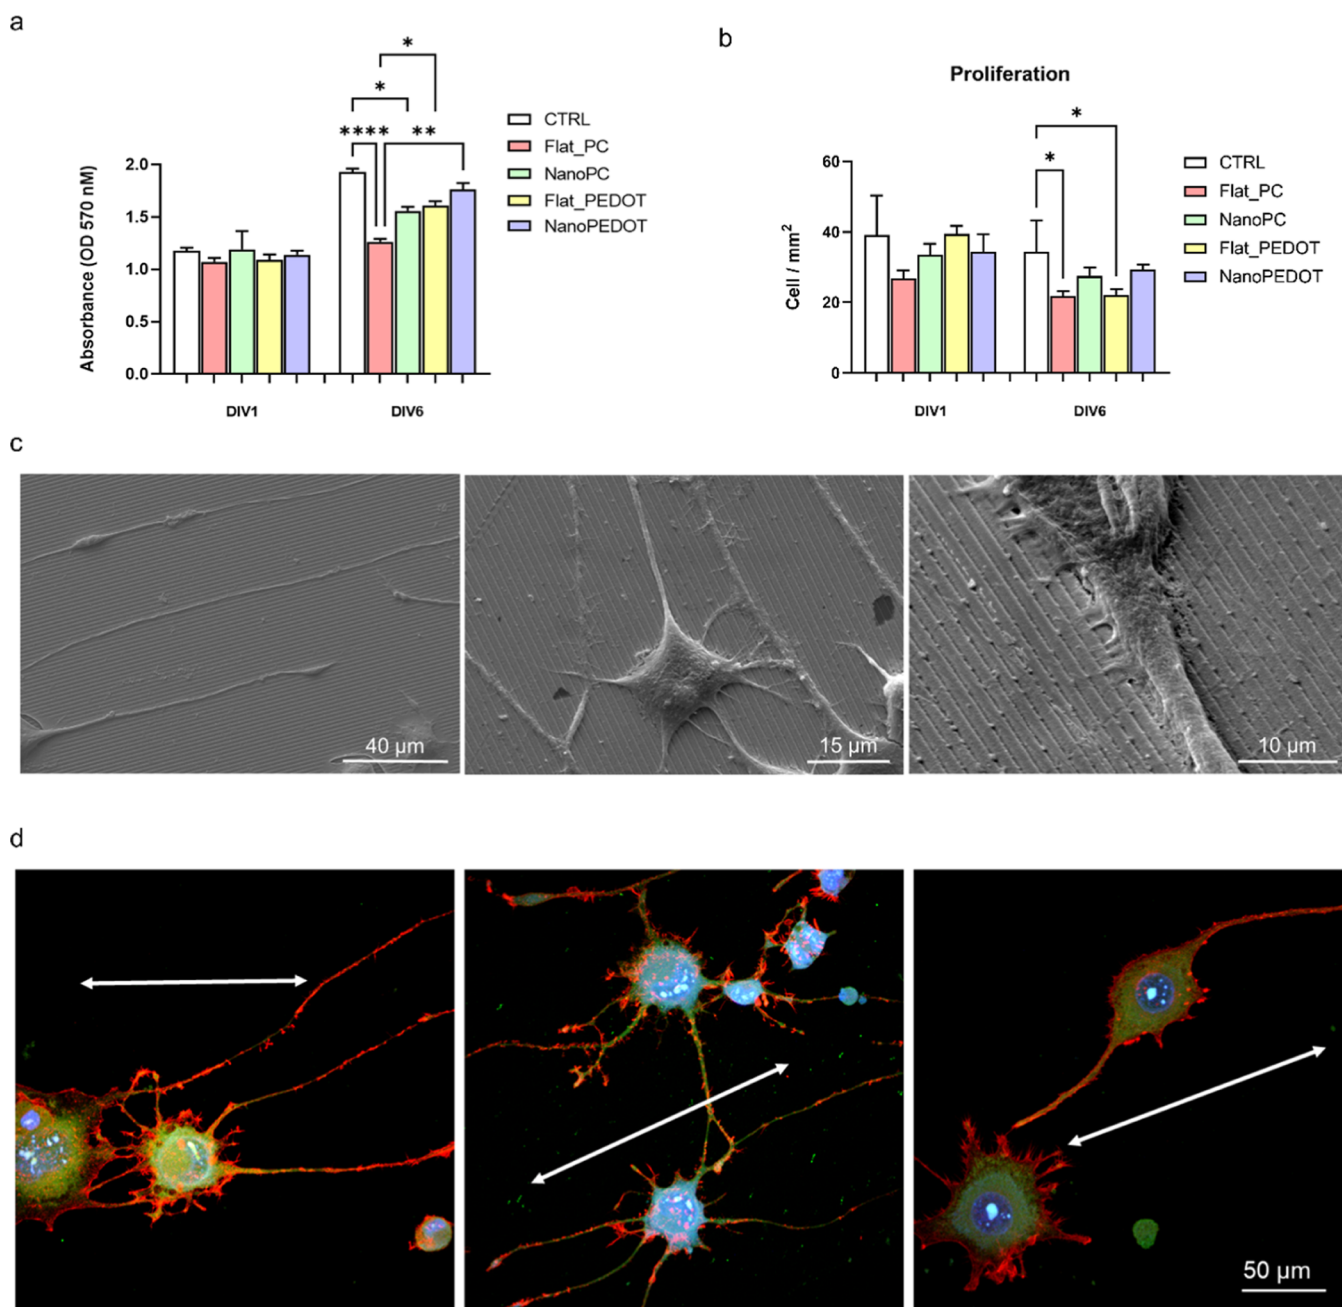 a
*
*
****
**
2.0
1.5
1.0
0.5
0.0
Absorbance (OD 570 nM)
DIV1
DIV6
CTRL
Flat_PC
NanoPC
Flat_PEDOT
NanoPEDOT
b
Proliferation
*
*
60
40
20
0
Cell / mm²
DIV1
DIV6
CTRL
Flat_PC
NanoPC
Flat_PEDOT
NanoPEDOT
c
40 µm
15 µm
10 µm
d
50 µm